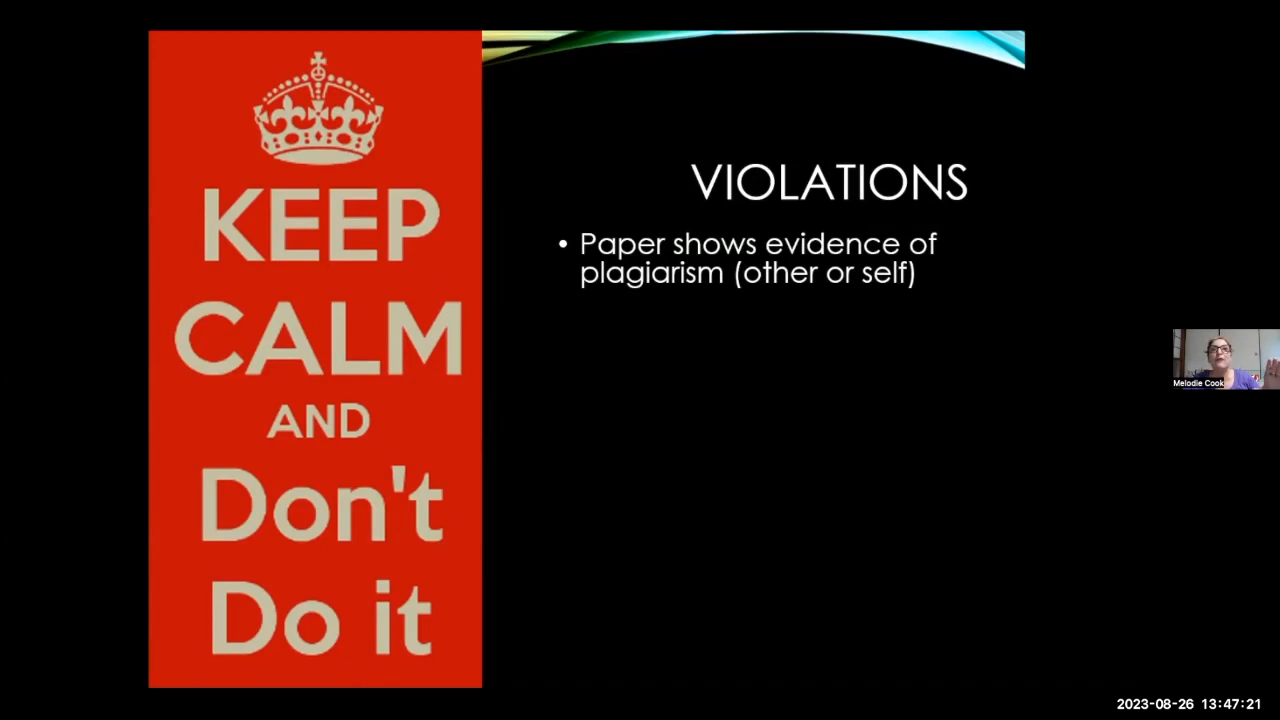 KEEP
CALM
AND
Don't
Do it
VIOLATIONS
• Paper shows evidence of
plagiarism (other or self)
Melodie Cook
2023-08-26 13:47:21